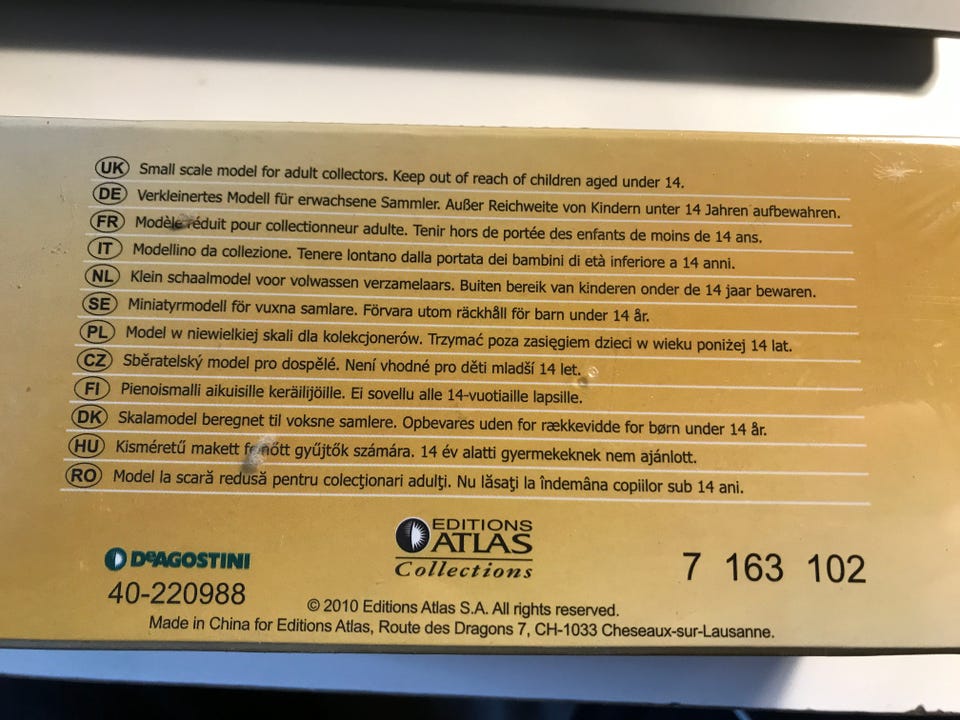 UK Small scale model for adult collectors. Keep out of reach of children aged under 14.
DE Verkleinertes Modell für erwachsene Sammler. Außer Reichweite von Kindern unter 14 Jahren aufbewahren.
FR Modèle réduit pour collectionneur adulte. Tenir hors de portée des enfants de moins de 14 ans.
IT Modellino da collezione. Tenere lontano dalla portata dei bambini di età inferiore a 14 anni.
NL Klein schaalmodel voor volwassen verzamelaars. Buiten bereik van kinderen onder de 14 jaar bewaren.
SE Miniatyrmodell för vuxna samlare. Förvara utom räckhåll för barn under 14 år.
PL Model w niewielkiej skali dla kolekcjonerów. Trzymać poza zasięgiem dzieci w wieku poniżej 14 lat.
CZ Sběratelský model pro dospělé. Není vhodné pro děti mladší 14 let.
FI Pienoismalli aikuisille keräilijöille. Ei sovellu alle 14-vuotiaille lapsille.
DK Skalamodel beregnet til voksne samlere. Opbevares uden for rækkevidde for børn under 14 år.
HU Kisméretű makett gyűjtők számára. 14 év alatti gyermekeknek nem ajánlott.
RO Model la scară redusă pentru colecţionari adulţi. Nu lăsaţi la îndemâna copiilor sub 14 ani.
EDITIONS
ATLAS
Collections
DeAGOSTINI
40-220988
7 163 102
© 2010 Editions Atlas S.A. All rights reserved.
Made in China for Editions Atlas, Route des Dragons 7, CH-1033 Cheseaux-sur-Lausanne.